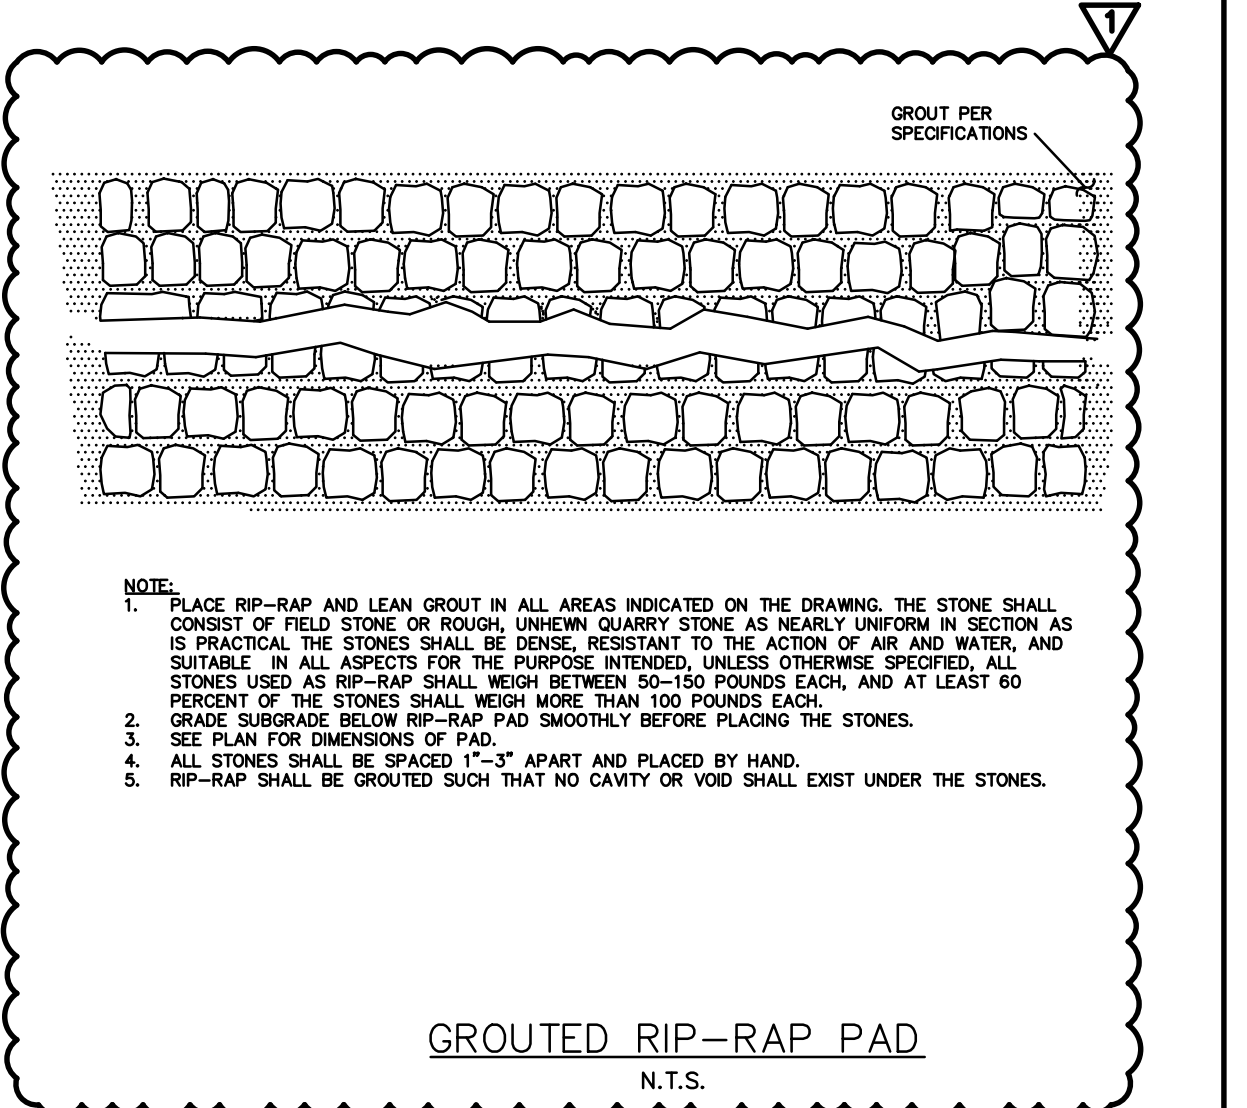 1
GROUT PER
SPECIFICATIONS
NOTE:
1. PLACE RIP-RAP AND LEAN GROUT IN ALL AREAS INDICATED ON THE DRAWING. THE STONE SHALL
CONSIST OF FIELD STONE OR ROUGH, UNHEWN QUARRY STONE AS NEARLY UNIFORM IN SECTION AS
IS PRACTICAL THE STONES SHALL BE DENSE, RESISTANT TO THE ACTION OF AIR AND WATER, AND
SUITABLE IN ALL ASPECTS FOR THE PURPOSE INTENDED, UNLESS OTHERWISE SPECIFIED, ALL
STONES USED AS RIP-RAP SHALL WEIGH BETWEEN 50-150 POUNDS EACH, AND AT LEAST 60
PERCENT OF THE STONES SHALL WEIGH MORE THAN 100 POUNDS EACH.
2. GRADE SUBGRADE BELOW RIP-RAP PAD SMOOTHLY BEFORE PLACING THE STONES.
3. SEE PLAN FOR DIMENSIONS OF PAD.
4. ALL STONES SHALL BE SPACED 1"-3" APART AND PLACED BY HAND.
5. RIP-RAP SHALL BE GROUTED SUCH THAT NO CAVITY OR VOID SHALL EXIST UNDER THE STONES.
GROUTED RIP-RAP PAD
N.T.S.